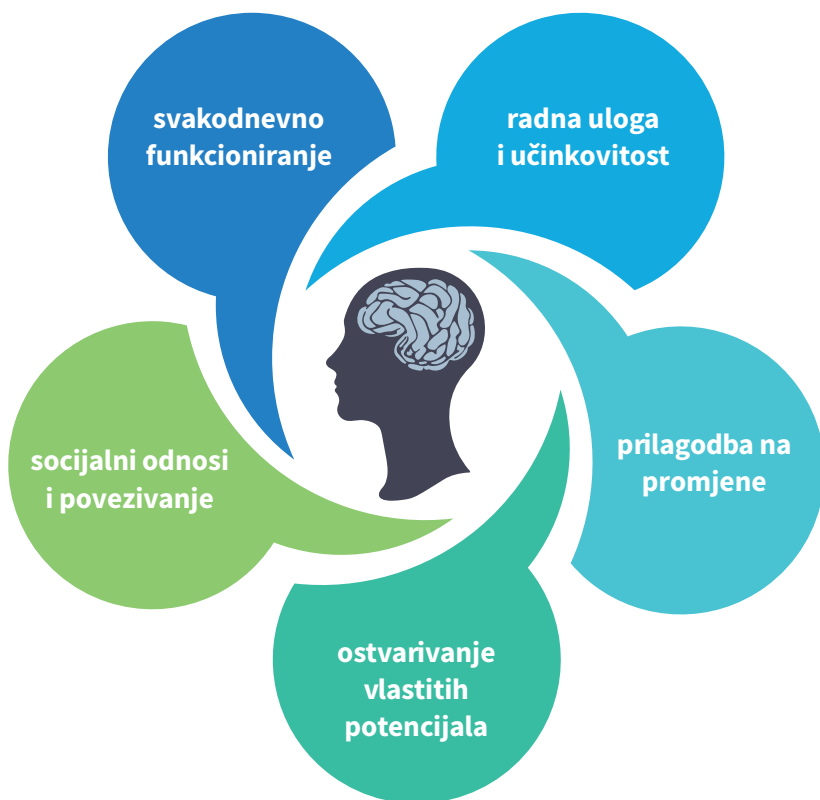 svakodnevno
funkcioniranje
radna uloga
i učinkovitost
prilagodba na
promjene
ostvarivanje
vlastitih
potencijala
socijalni odnosi
i povezivanje